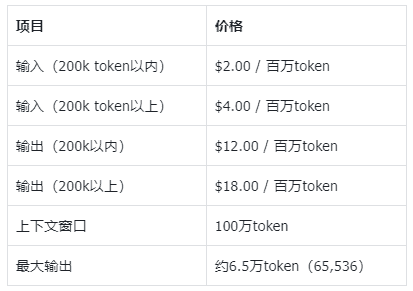 项目 价格
输入（200k token以内） $2.00 / 百万token
输入（200k token以上） $4.00 / 百万token
输出（200k以内） $12.00 / 百万token
输出（200k以上） $18.00 / 百万token
上下文窗口 100万token
最大输出 约6.5万token（65,536）